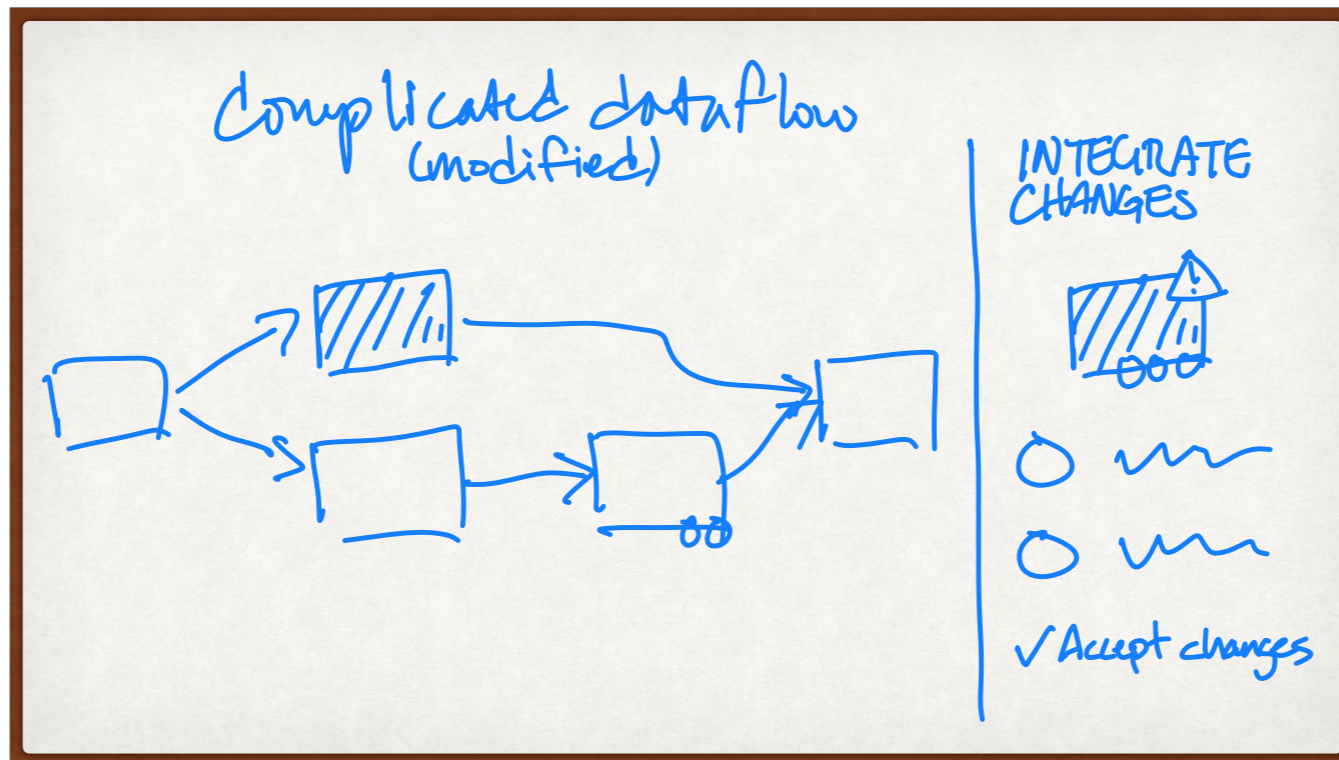 Complicated dataflow
(modified)
INTEGRATE
CHANGES
!
✓ Accept changes